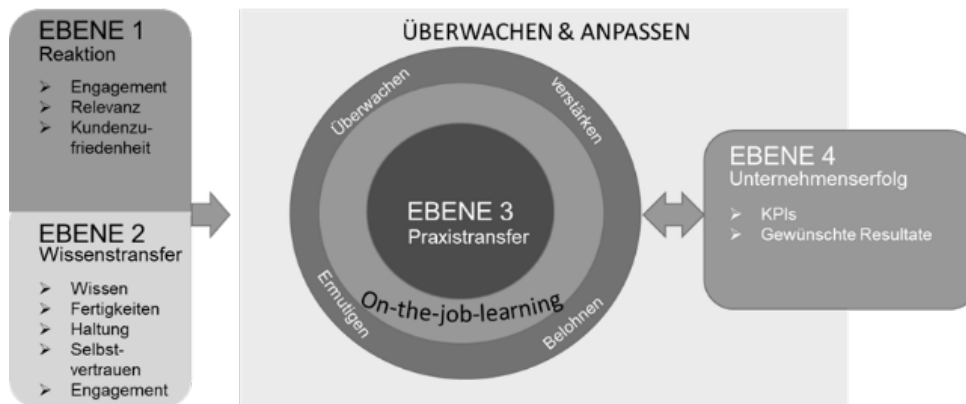 EBENE 1
Reaktion
➢ Engagement
➢ Relevanz
➢ Kundenzu-
friedenheit
EBENE 2
Wissenstransfer
➢ Wissen
➢ Fertigkeiten
➢ Haltung
➢ Selbst-
vertrauen
➢ Engagement
ÜBERWACHEN & ANPASSEN
Überwachen
verstärken
EBENE 3
Praxistransfer
On-the-job-learning
Ermutigen
Belohnen
EBENE 4
Unternehmenserfolg
➢ KPIs
➢ Gewünschte Resultate